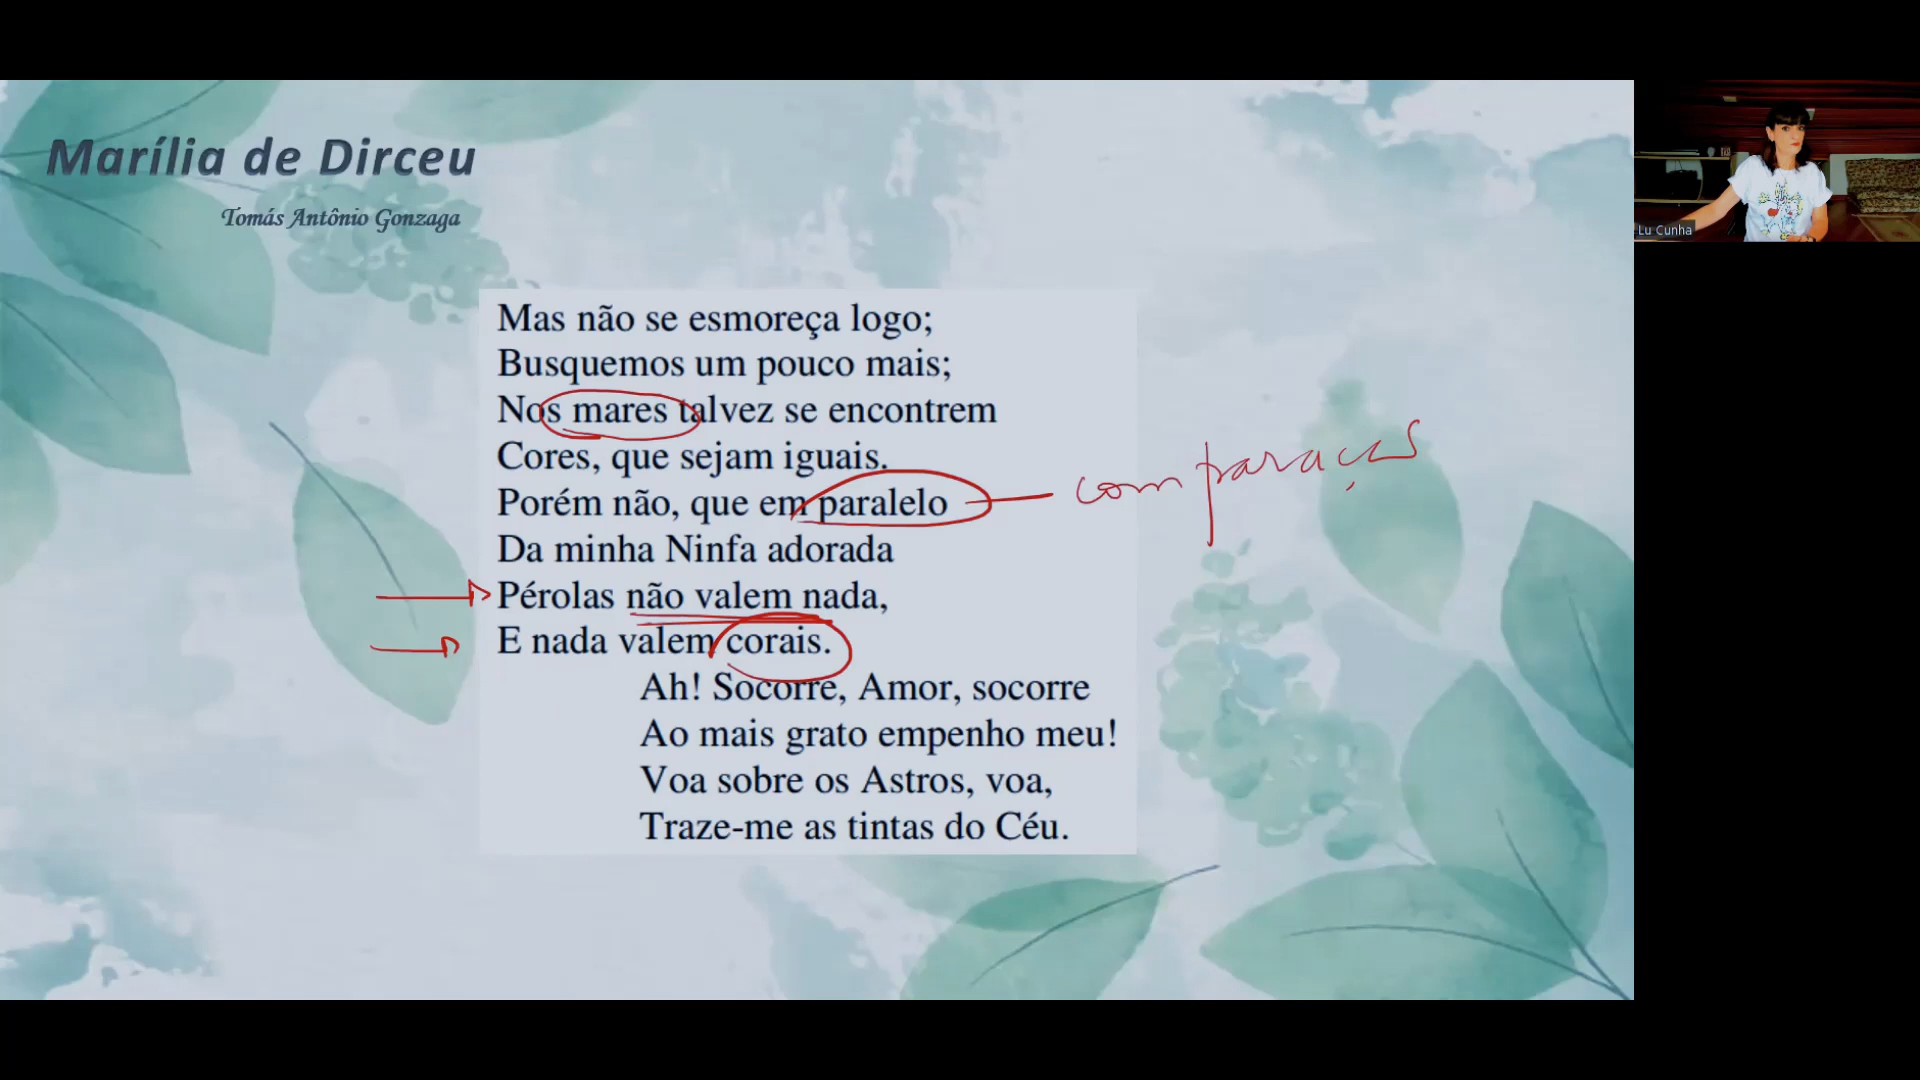 Marília de Dirceu
Tomás Antônio Gonzaga
Mas não se esmoreça logo;
Busquemos um pouco mais;
Nos mares talvez se encontrem
Cores, que sejam iguais.
Porém não, que em paralelo
comparação
Da minha Ninfa adorada
Pérolas não valem nada,
E nada valem corais.
Ah! Socorre, Amor, socorre
Ao mais grato empenho meu!
Voa sobre os Astros, voa,
Traze-me as tintas do Céu.
Lu Cunha